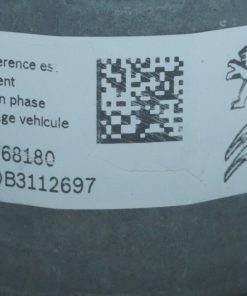 erence es:
ent
n phase
ge vehicule
68180
B3112697